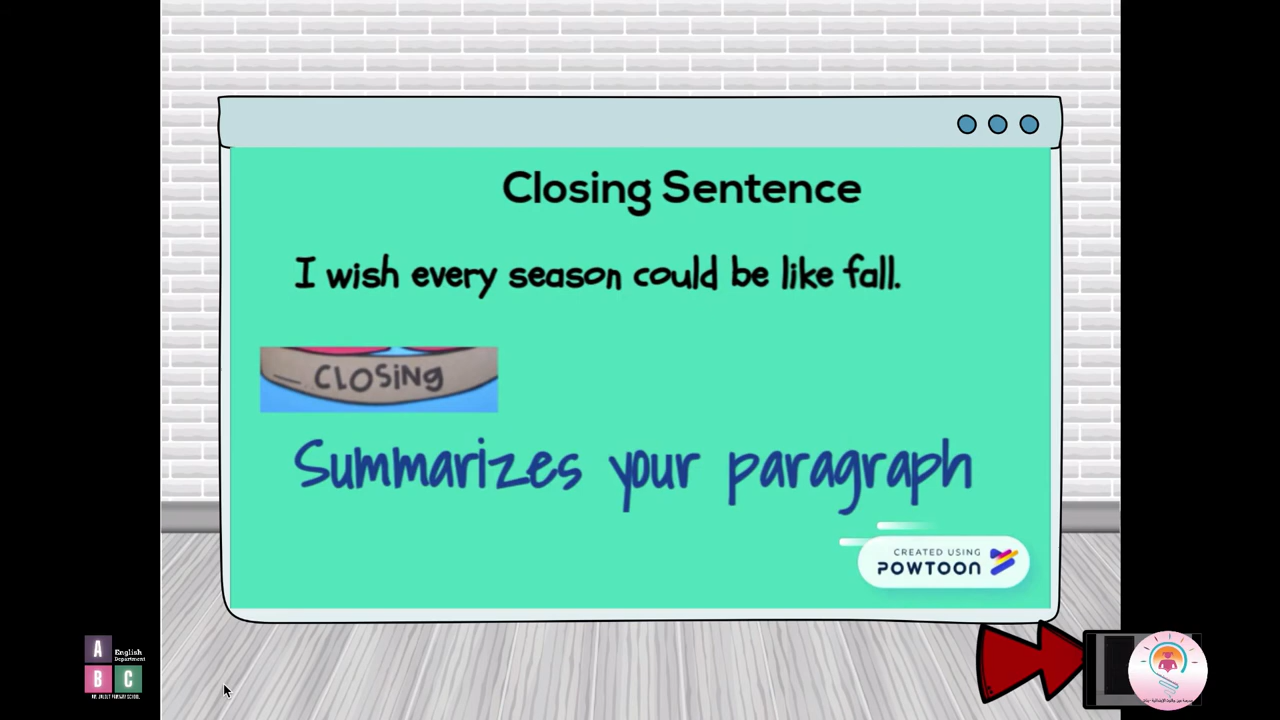 Closing Sentence
I wish every season could be like fall.
CLOSiNg
Summarizes your paragraph
CREATED USING
POWTOON
A English
Department
B C